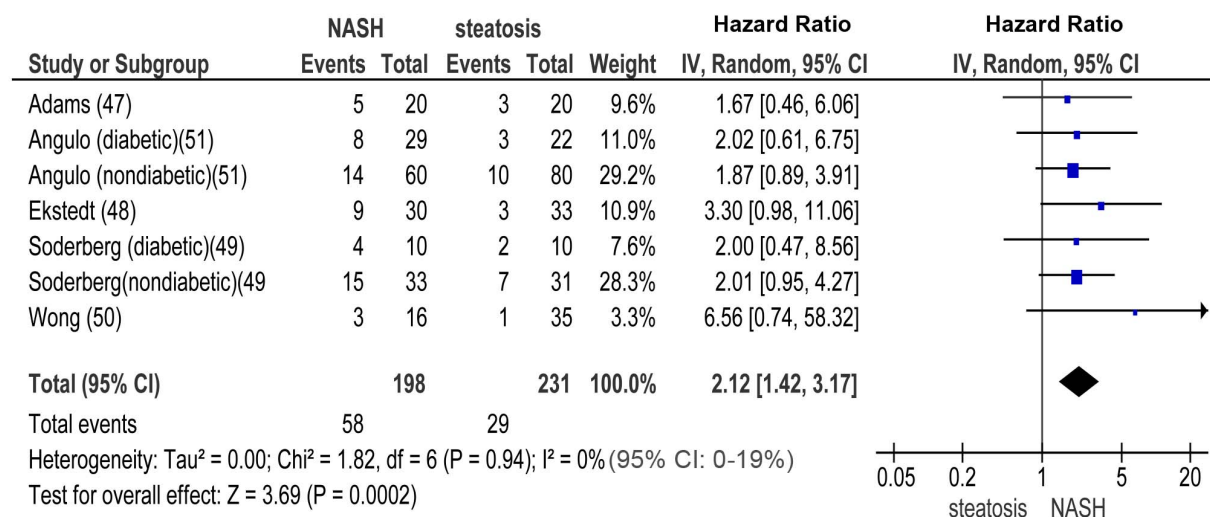 NASH steatosis Hazard Ratio Hazard Ratio
Study or Subgroup Events Total Events Total Weight IV, Random, 95% CI IV, Random, 95% CI
Adams (47) 5 20 3 20 9.6% 1.67 [0.46, 6.06]
Angulo (diabetic)(51) 8 29 3 22 11.0% 2.02 [0.61, 6.75]
Angulo (nondiabetic)(51) 14 60 10 80 29.2% 1.87 [0.89, 3.91]
Ekstedt (48) 9 30 3 33 10.9% 3.30 [0.98, 11.06]
Soderberg (diabetic)(49) 4 10 2 10 7.6% 2.00 [0.47, 8.56]
Soderberg(nondiabetic)(49 15 33 7 31 28.3% 2.01 [0.95, 4.27]
Wong (50) 3 16 1 35 3.3% 6.56 [0.74, 58.32]
Total (95% CI) 198 231 100.0% 2.12 [1.42, 3.17]
Total events 58 29
Heterogeneity: Tau² = 0.00; Chi² = 1.82, df = 6 (P = 0.94); I² = 0% (95% CI: 0-19%)
Test for overall effect: Z = 3.69 (P = 0.0002)
0.05 0.2 1 5 20
steatosis NASH